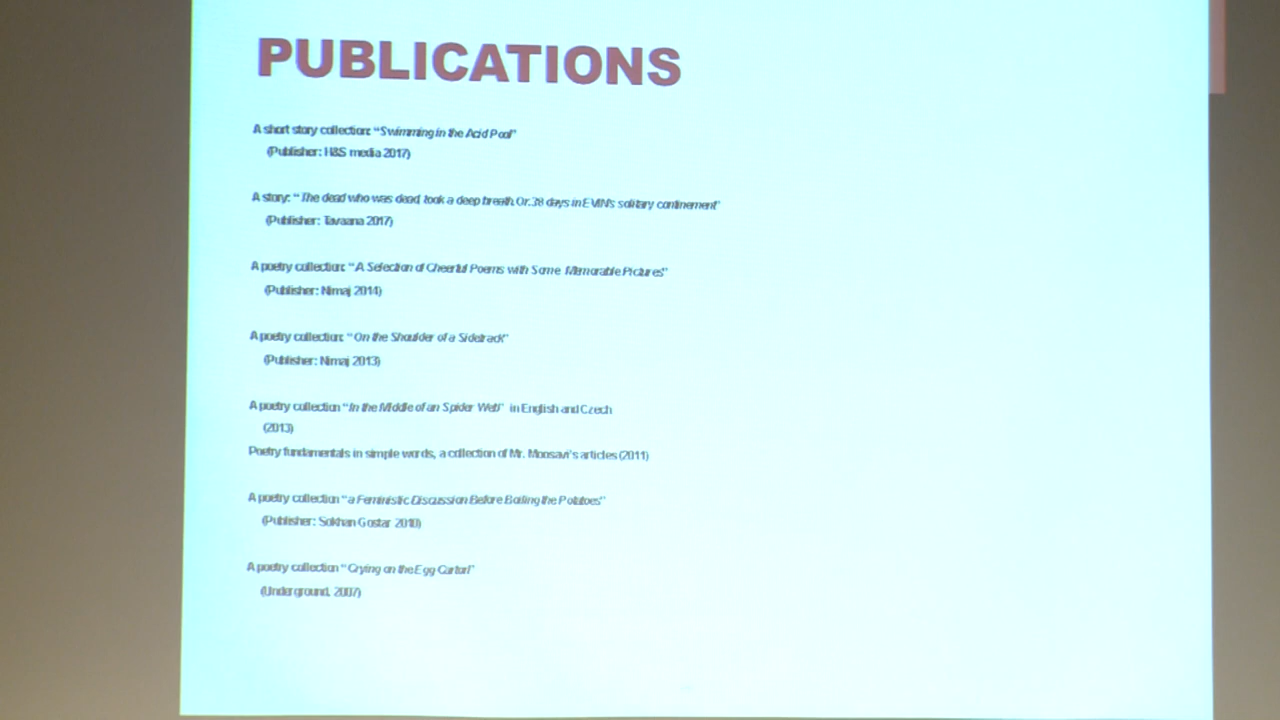 PUBLICATIONS
A short story collection: "Swimming in the Acid Pool"
(Publisher: H&S media 2017)
A story: "The dead who was dead, took a deep breath. Or. 38 days in EVIN's solitary confinement"
(Publisher: Tavaana 2017)
A poetry collection: "A Selection of Cheerful Poems with Some Memorable Pictures"
(Publisher: Nimaj 2014)
A poetry collection: "On the Shoulder of a Sidetrack"
(Publisher: Nimaj 2013)
A poetry collection "In the Middle of an Spider Web" in English and Czech
(2013)
Poetry fundamentals in simple words, a collection of Mr. Moosavi's articles (2011)
A poetry collection "a Feministic Discussion Before Boiling the Potatoes"
(Publisher: Sokhan Gostar 2010)
A poetry collection "Crying on the Egg Carton"
(Underground, 2007)